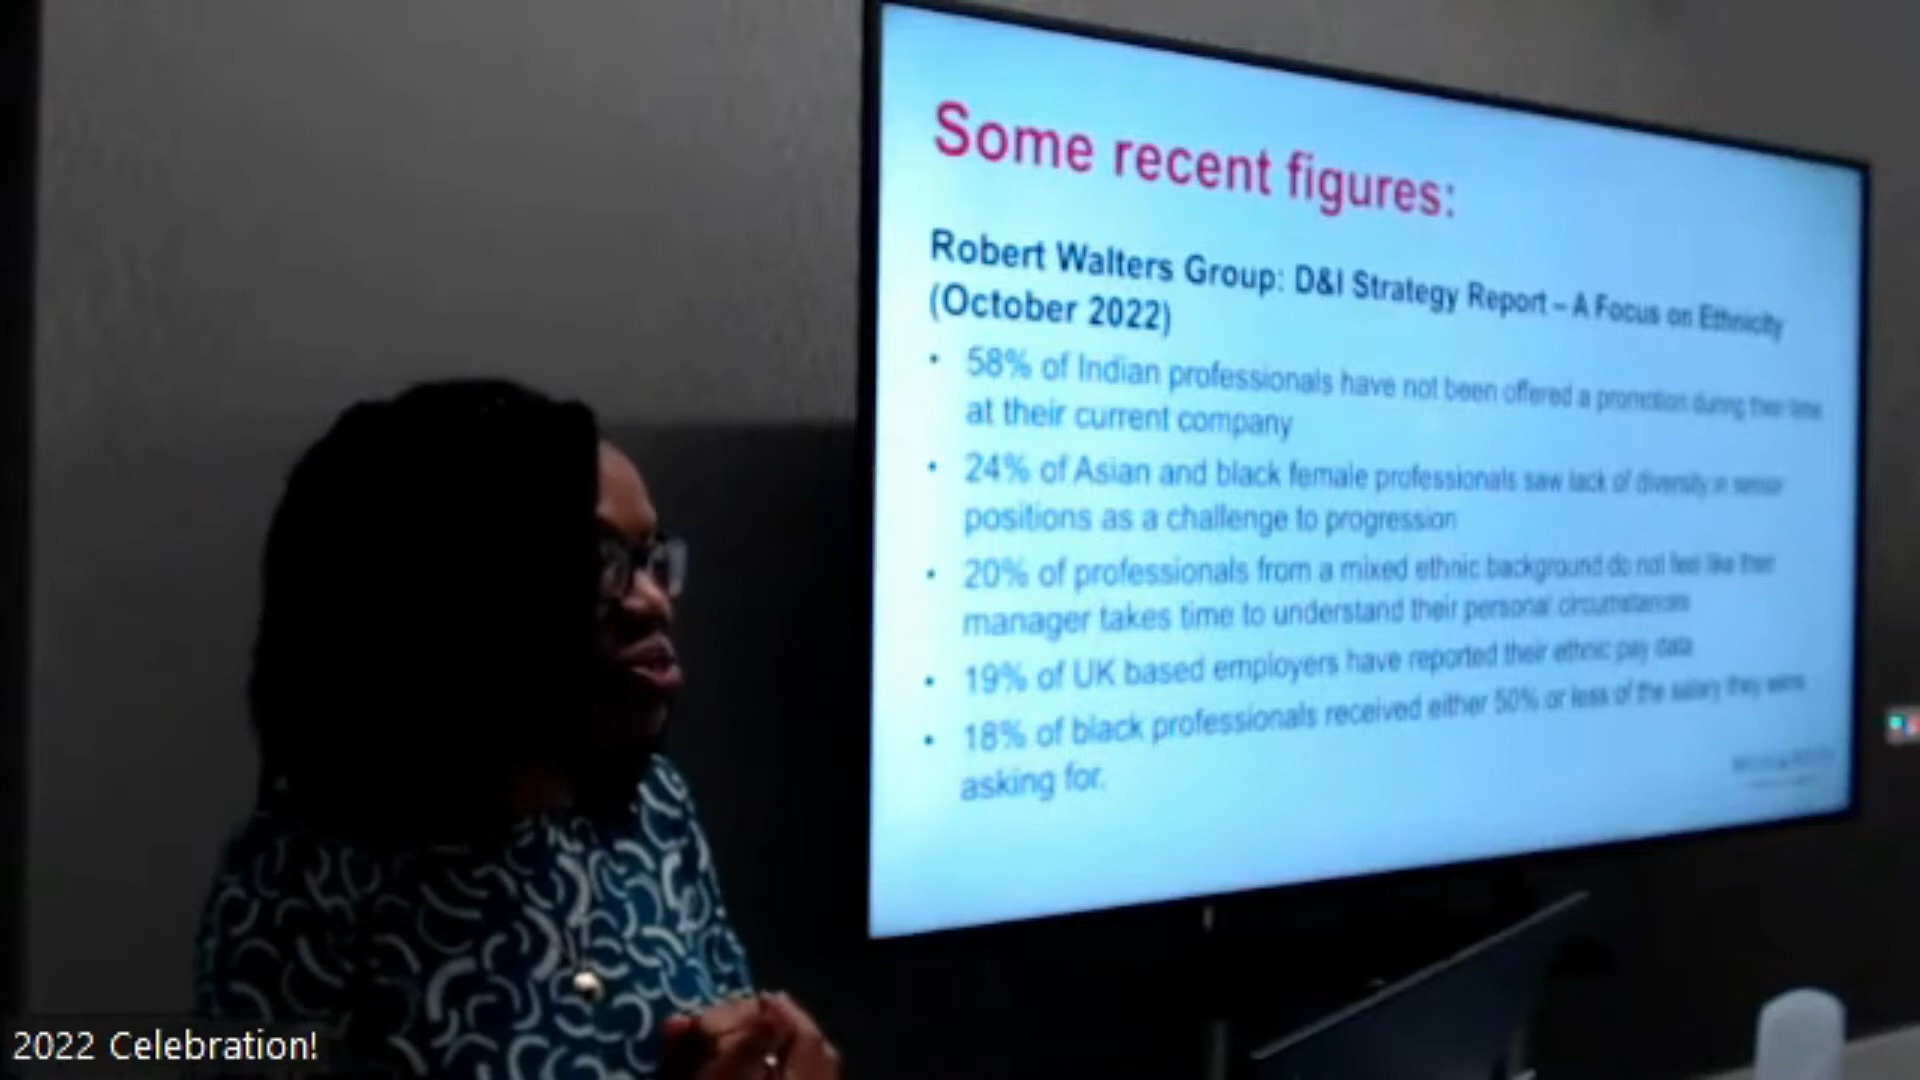 Some recent figures:
Robert Walters Group: D&I Strategy Report – A Focus on Ethnicity
(October 2022)
• 58% of Indian professionals have not been offered a promotion during their time
at their current company
• 24% of Asian and black female professionals saw lack of diversity in senior
positions as a challenge to progression
• 20% of professionals from a mixed ethnic background do not feel like their
manager takes time to understand their personal circumstances
• 19% of UK based employers have reported their ethnic pay data
• 18% of black professionals received either 50% or less of the salary they were
asking for.
2022 Celebration!